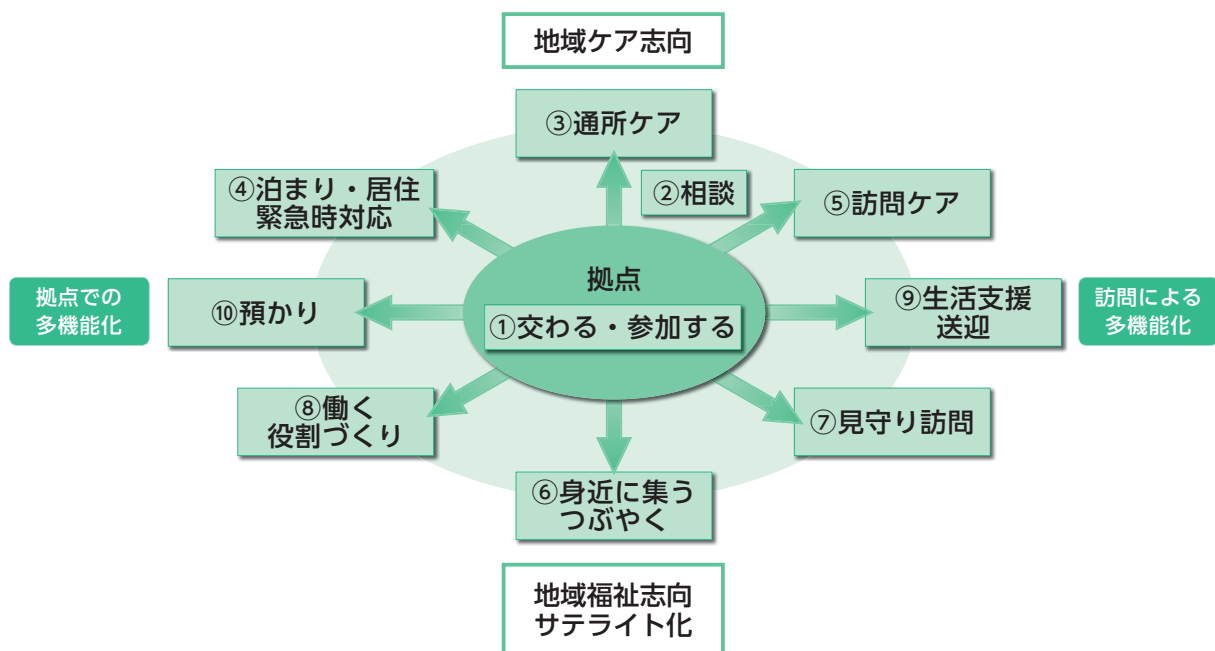 地域ケア志向
③通所ケア
②相談
④泊まり・居住
緊急時対応
⑤訪問ケア
拠点での
多機能化
⑩預かり
拠点
①交わる・参加する
⑨生活支援
送迎
訪問による
多機能化
⑧働く
役割づくり
⑦見守り訪問
⑥身近に集う
つぶやく
地域福祉志向
サテライト化